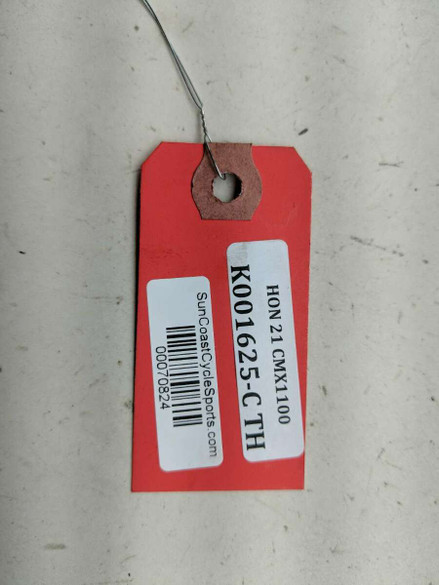 HON 21 CMX1100
K001625-C TH
SunCoastCycleSports.com
00070824